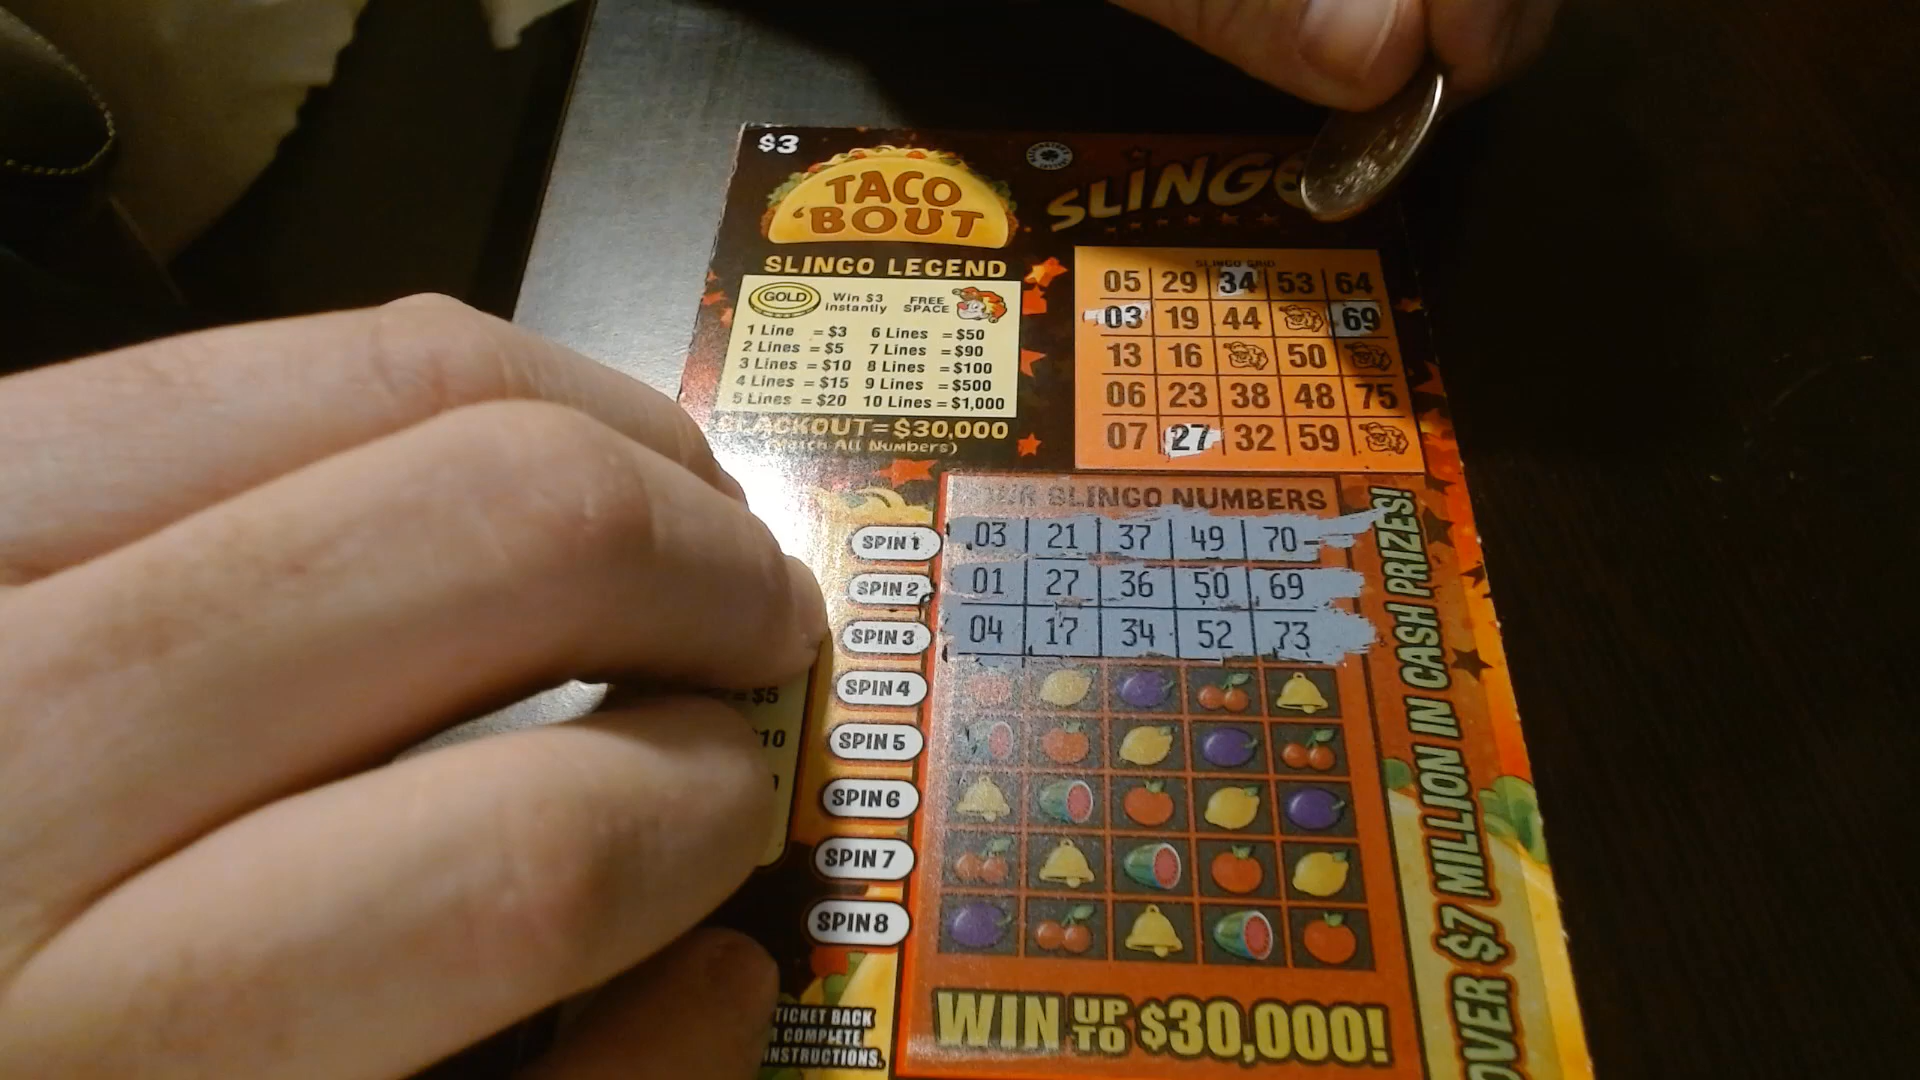 $3
TACO
'BOUT
SLINGO
SLINGO LEGEND
GOLD
Win $3
instantly
FREE
SPACE
1 Line = $3 6 Lines = $50
2 Lines = $5 7 Lines = $90
3 Lines = $10 8 Lines = $100
4 Lines = $15 9 Lines = $500
5 Lines = $20 10 Lines = $1,000
BLACKOUT = $30,000
(Match All Numbers)
SLINGO GRID
05 29 34 53 64
03 19 44 69
13 16 50
06 23 38 48 75
07 27 32 59
YOUR SLINGO NUMBERS
SPIN 1 03 21 37 49 70
SPIN 2 01 27 36 50 69
SPIN 3 04 17 34 52 73
SPIN 4
SPIN 5
SPIN 6
SPIN 7
SPIN 8
= $5
10
WIN UP TO $30,000!
TICKET BACK
COMPLETE
INSTRUCTIONS.
OVER $7 MILLION IN CASH PRIZES!